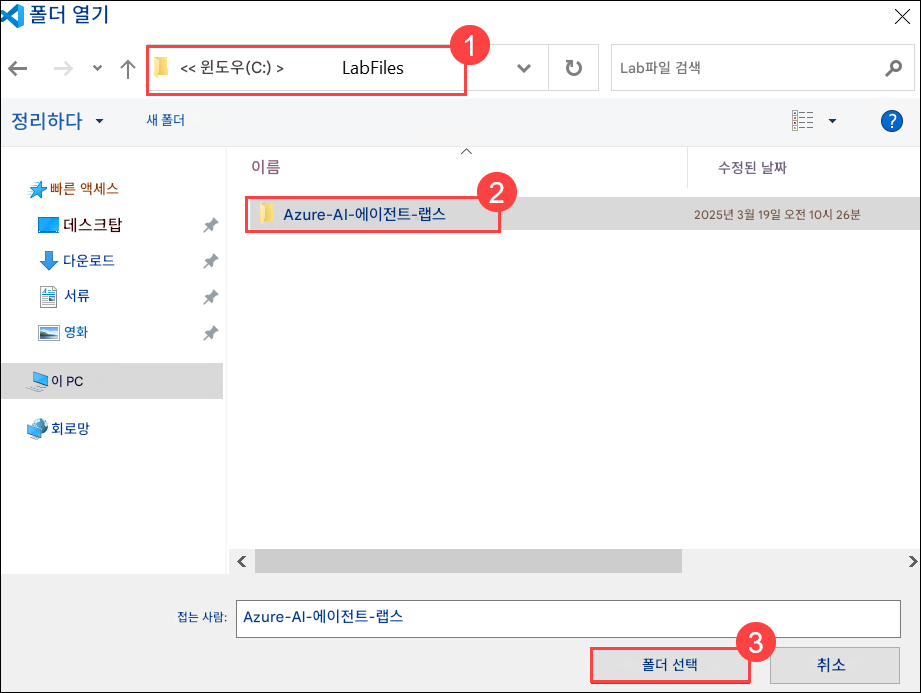 폴더 열기
1
<< 윈도우(C:) > LabFiles
Lab파일 검색
정리하다
새 폴더
?
이름
수정된 날짜
2
빠른 액세스
Azure-AI-에이전트-랩스
2025년 3월 19일 오전 10시 26분
데스크탑
다운로드
서류
영화
이 PC
회로망
접는 사람:
Azure-AI-에이전트-랩스
3
폴더 선택
취소